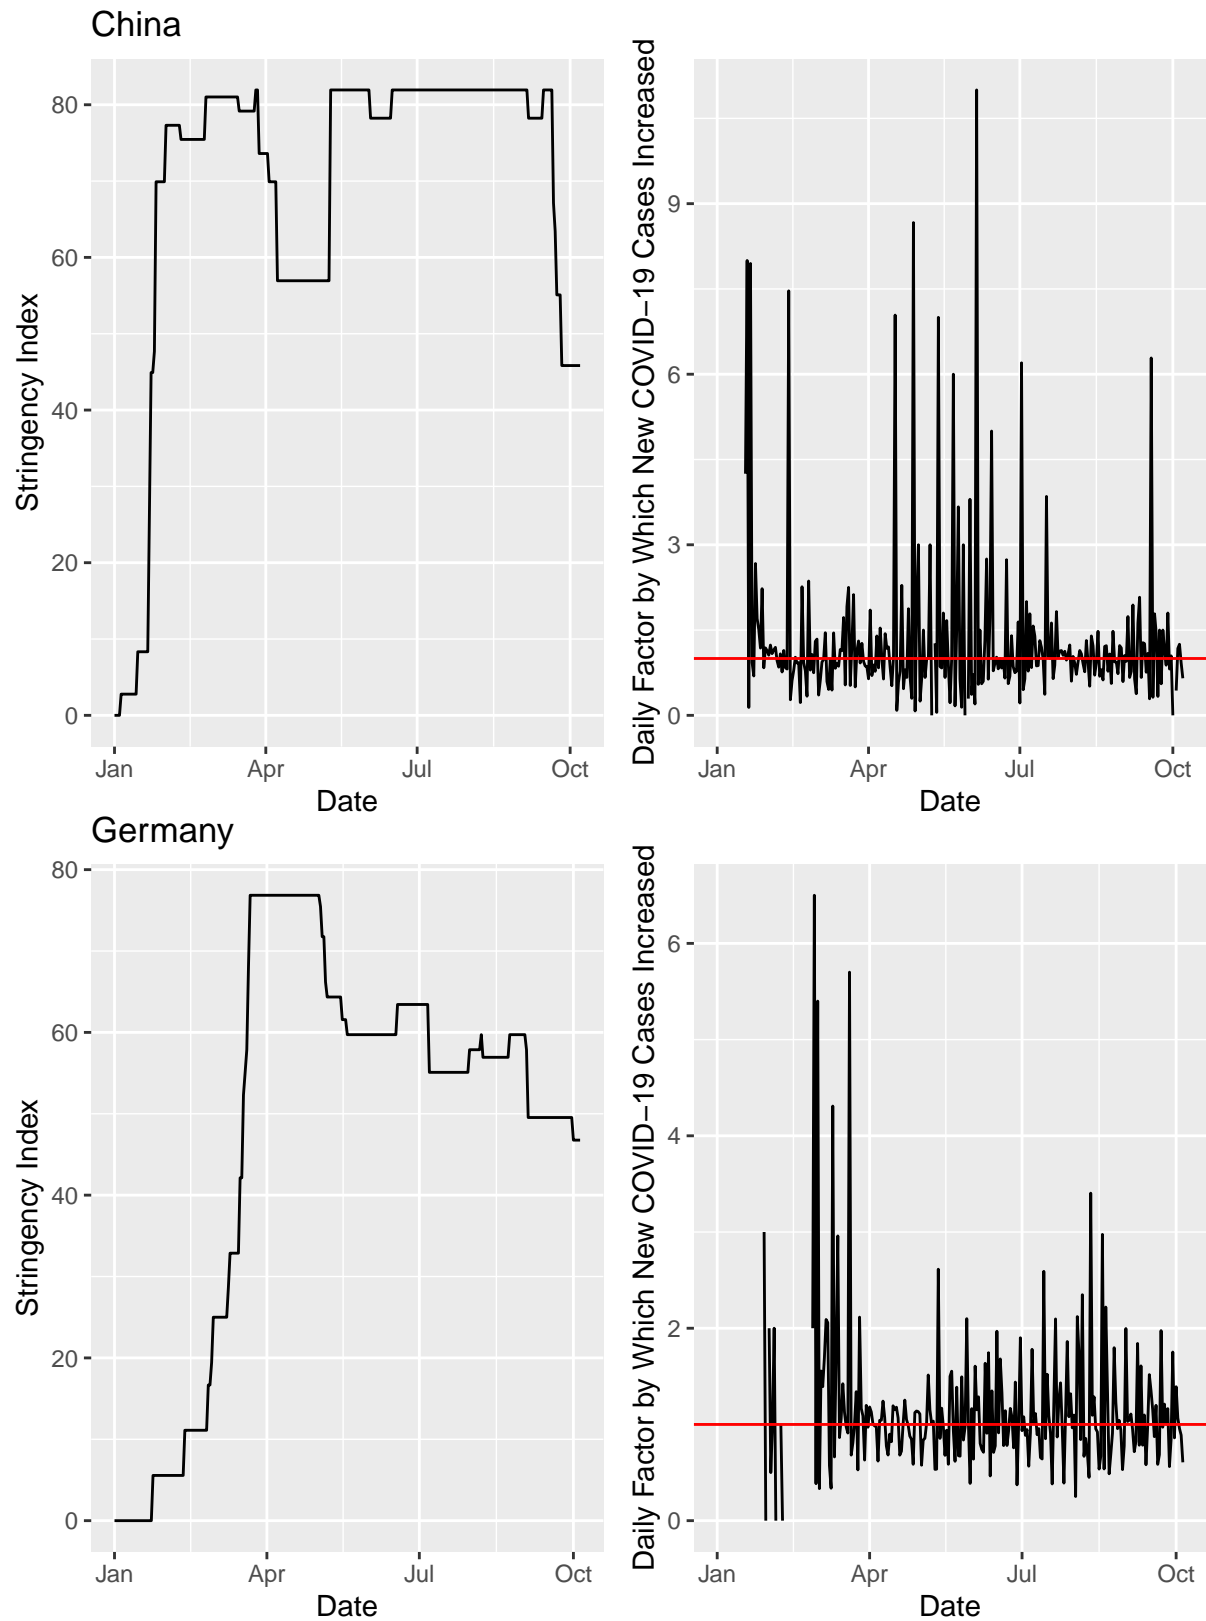 China
Stringency Index
80
60
40
20
0
Jan Apr Jul Oct
Date
Daily Factor by Which New COVID−19 Cases Increased
9
6
3
0
Jan Apr Jul Oct
Date
Germany
Stringency Index
80
60
40
20
0
Jan Apr Jul Oct
Date
Daily Factor by Which New COVID−19 Cases Increased
6
4
2
0
Jan Apr Jul Oct
Date